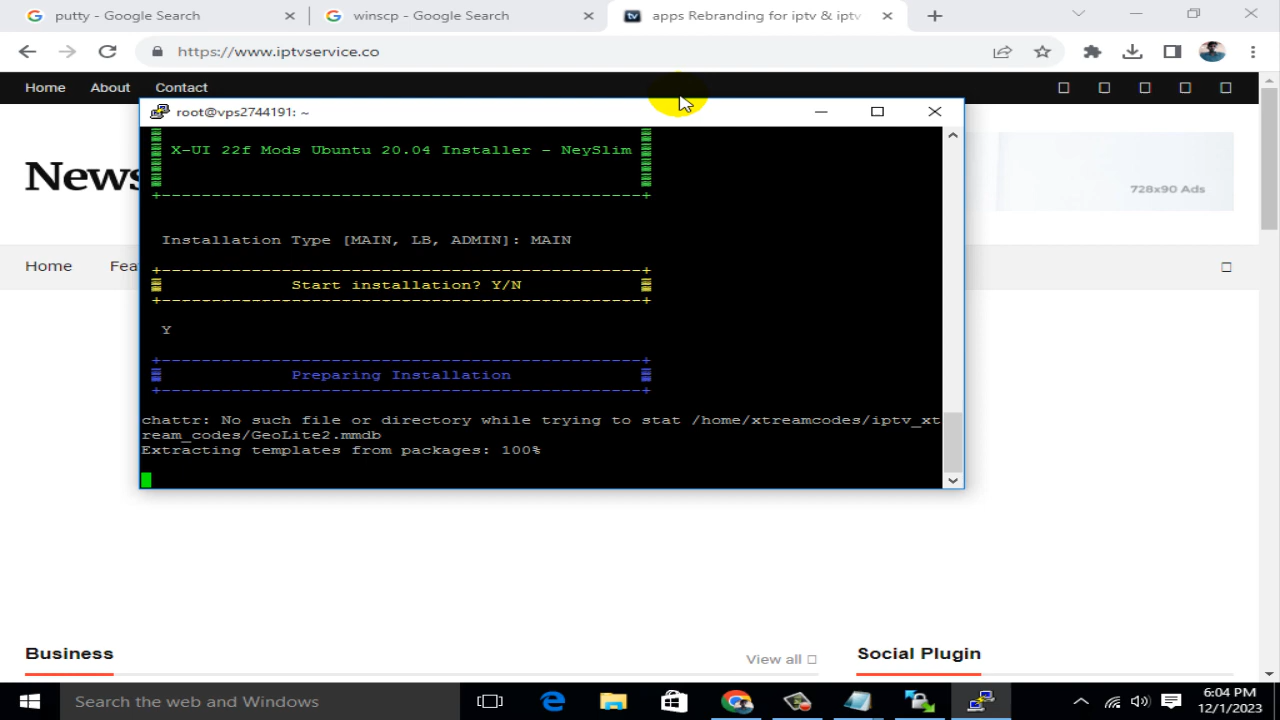 putty - Google Search
winscp - Google Search
apps Rebranding for iptv & iptv
https://www.iptvservice.co
Home About Contact
root@vps2744191: ~
X-UI 22f Mods Ubuntu 20.04 Installer - NeySlim
News
728x90 Ads
Installation Type [MAIN, LB, ADMIN]: MAIN
Home Fea
Start installation? Y/N
Y
Preparing Installation
chattr: No such file or directory while trying to stat /home/xtreamcodes/iptv_xt
ream_codes/GeoLite2.mmdb
Extracting templates from packages: 100%
Business
View all
Social Plugin
Search the web and Windows
6:04 PM
12/1/2023